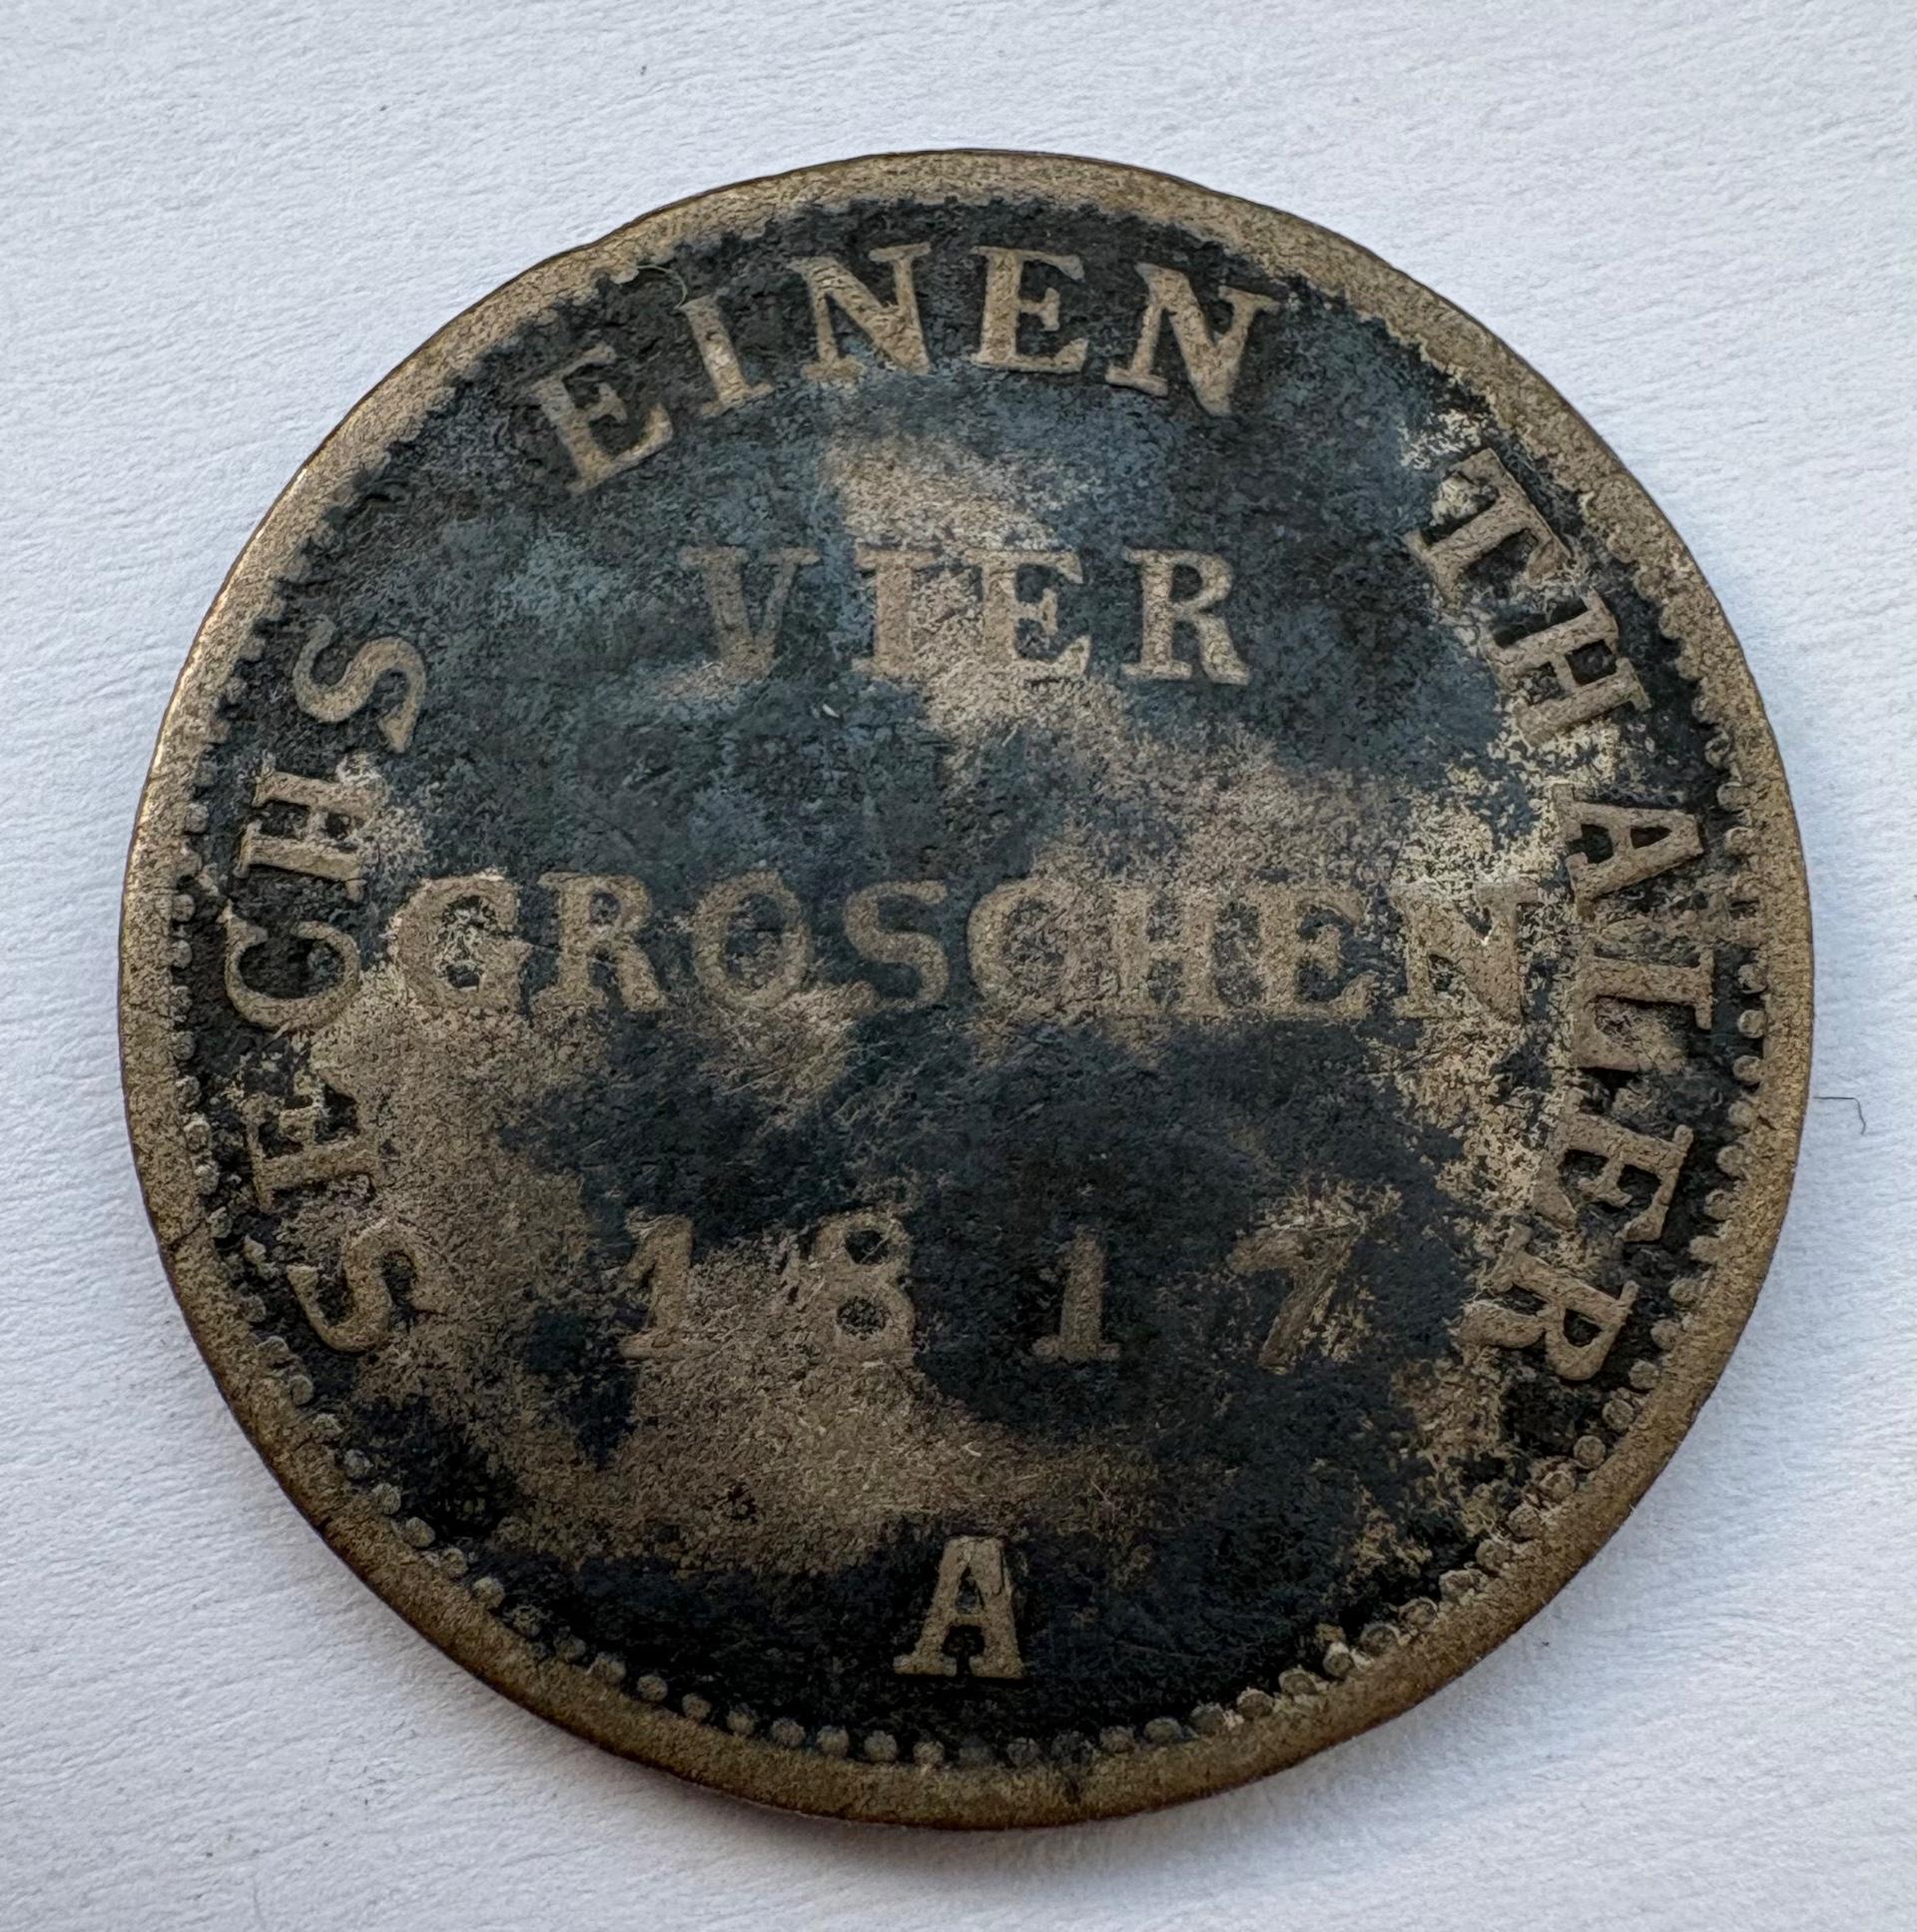 SECHS EINEN THALER
VIER
GROSCHEN
1817
A